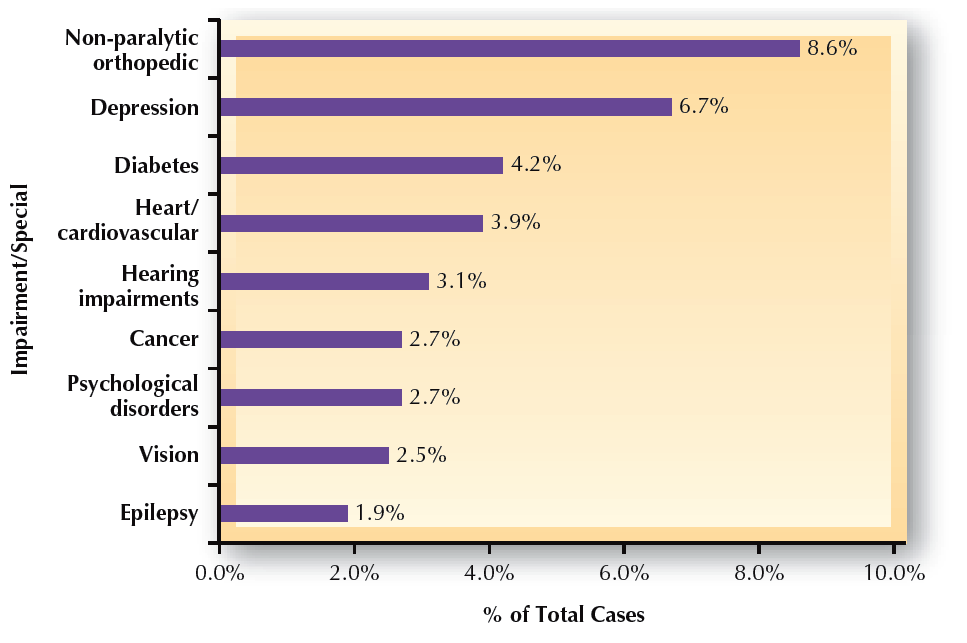 Non-paralytic
orthopedic
8.6%
Depression
6.7%
Diabetes
4.2%
Heart/
cardiovascular
3.9%
Hearing
impairments
3.1%
Cancer
2.7%
Psychological
disorders
2.7%
Vision
2.5%
Epilepsy
1.9%
Impairment/Special
0.0% 2.0% 4.0% 6.0% 8.0% 10.0%
% of Total Cases